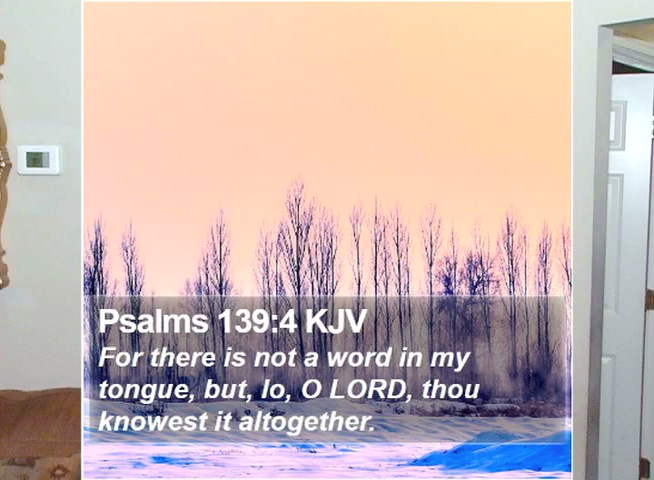 Psalms 139:4 KJV
For there is not a word in my
tongue, but, lo, O LORD, thou
knowest it altogether.